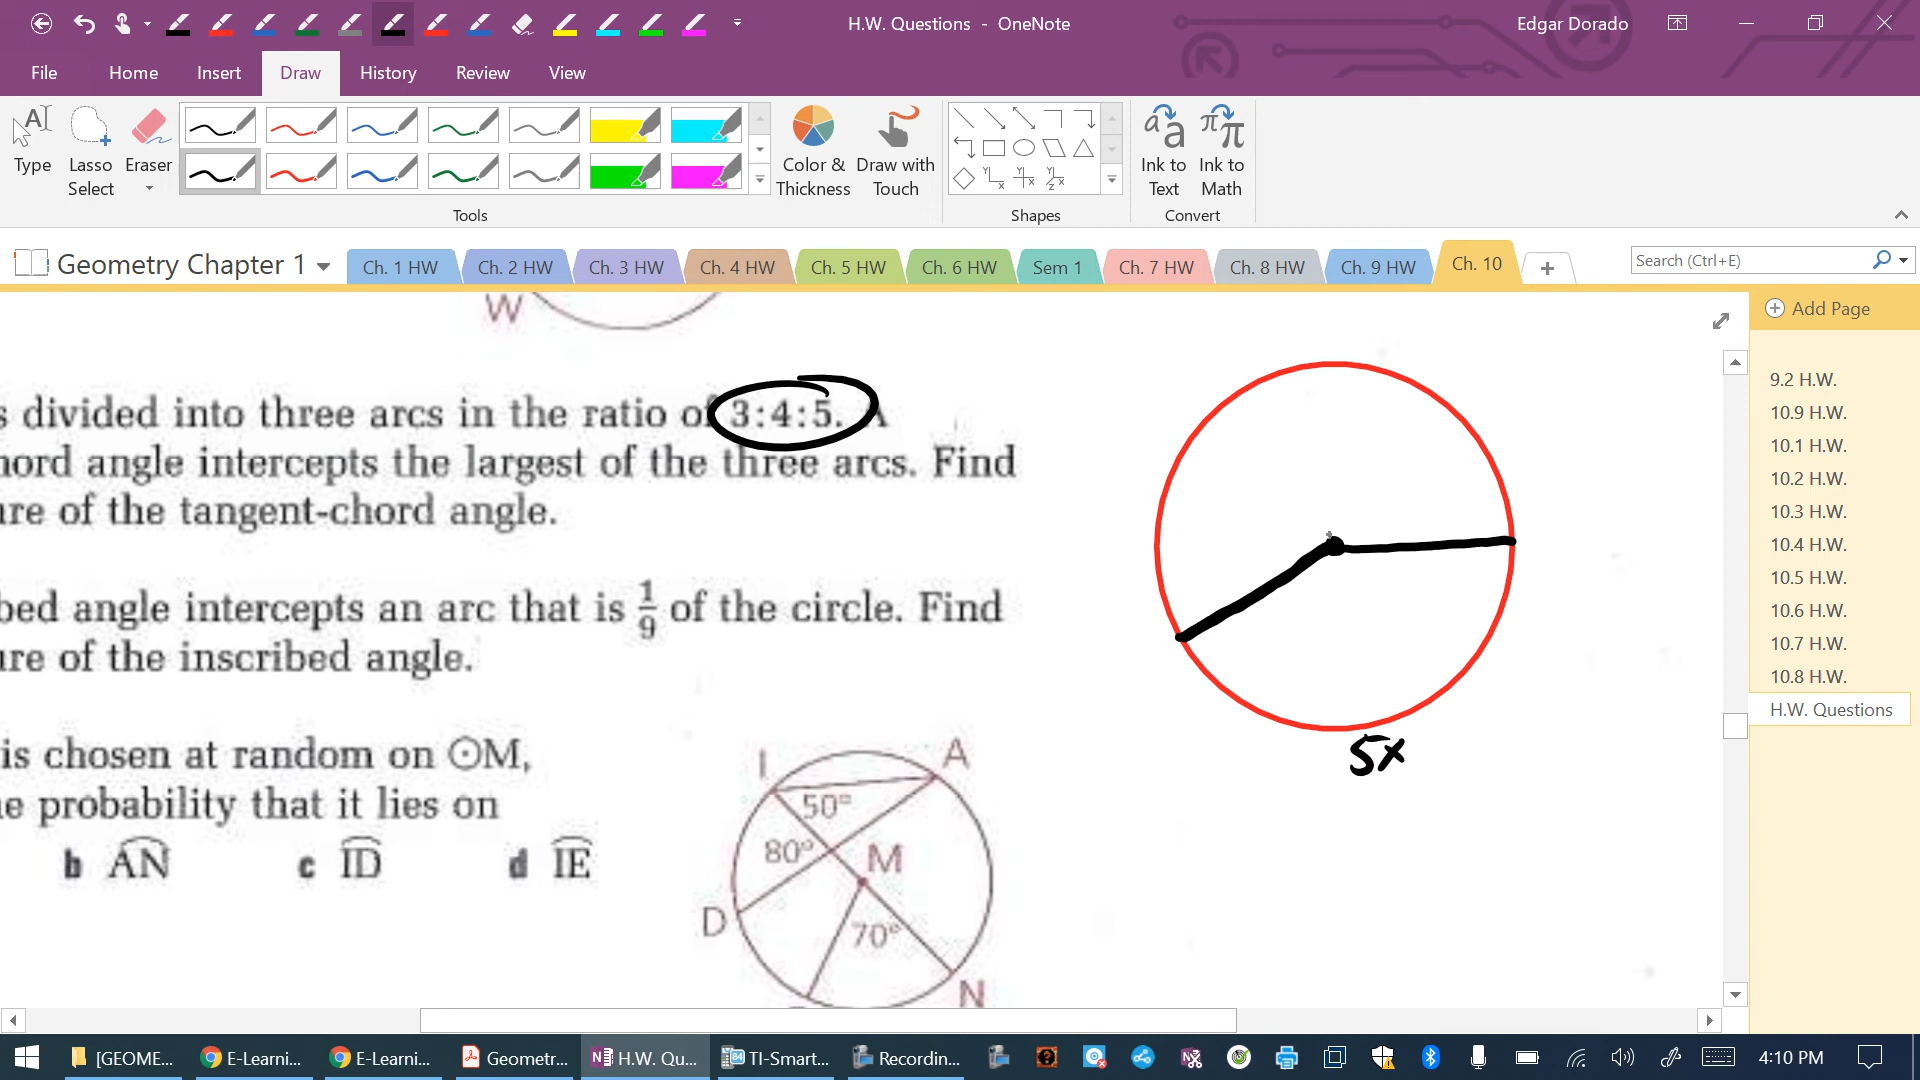 H.W. Questions - OneNote
Edgar Dorado
File Home Insert Draw History Review View
Type
Lasso Select
Eraser
Color & Thickness
Draw with Touch
Ink to Text
Ink to Math
Tools
Shapes
Convert
Geometry Chapter 1
Ch. 1 HW Ch. 2 HW Ch. 3 HW Ch. 4 HW Ch. 5 HW Ch. 6 HW Sem 1 Ch. 7 HW Ch. 8 HW Ch. 9 HW Ch. 10
Search (Ctrl+E)
Add Page
9.2 H.W.
10.9 H.W.
10.1 H.W.
10.2 H.W.
10.3 H.W.
10.4 H.W.
10.5 H.W.
10.6 H.W.
10.7 H.W.
10.8 H.W.
H.W. Questions
W
s divided into three arcs in the ratio of 3:4:5. A
hord angle intercepts the largest of the three arcs. Find
ure of the tangent-chord angle.
bed angle intercepts an arc that is 1/9 of the circle. Find
ure of the inscribed angle.
is chosen at random on ⊙M,
e probability that it lies on
b AN c ID d IE
I A
50°
80°
M
D
70°
N
5x
[GEOME... E-Learni... E-Learni... Geometr... H.W. Qu... TI-Smart... Recordin... 4:10 PM